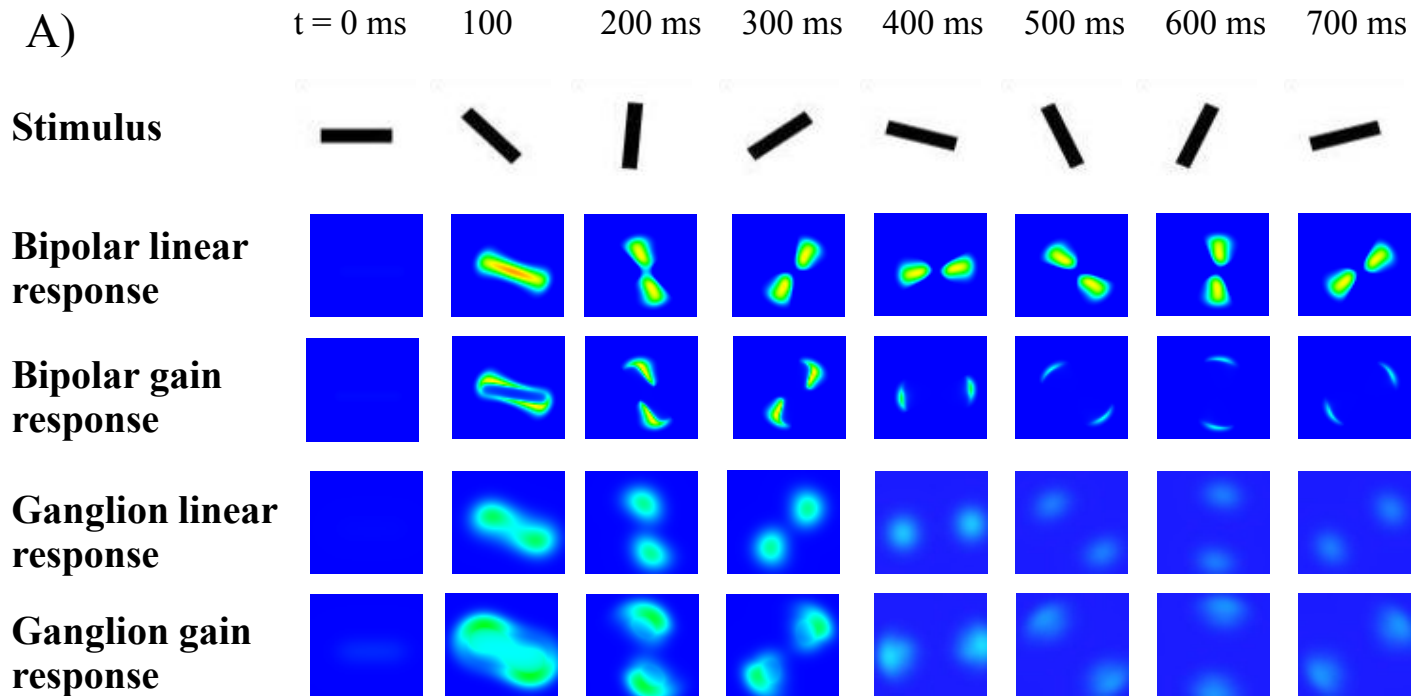 A)
t = 0 ms 100 200 ms 300 ms 400 ms 500 ms 600 ms 700 ms
Stimulus
Bipolar linear
response
Bipolar gain
response
Ganglion linear
response
Ganglion gain
response